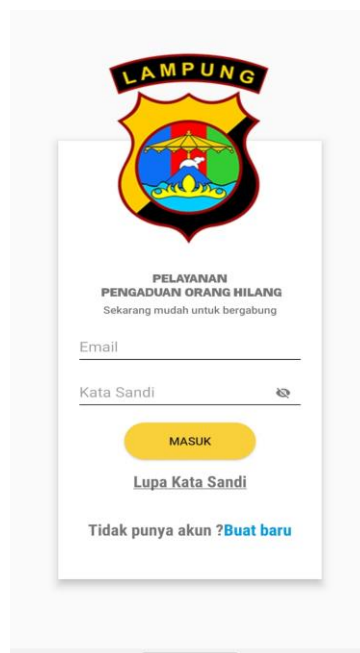 LAMPUNG
PELAYANAN
PENGADUAN ORANG HILANG
Sekarang mudah untuk bergabung
Email
Kata Sandi
MASUK
Lupa Kata Sandi
Tidak punya akun ?Buat baru